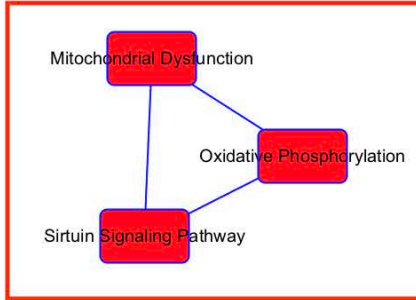 Mitochondrial Dysfunction
Oxidative Phosphorylation
Sirtuin Signaling Pathway